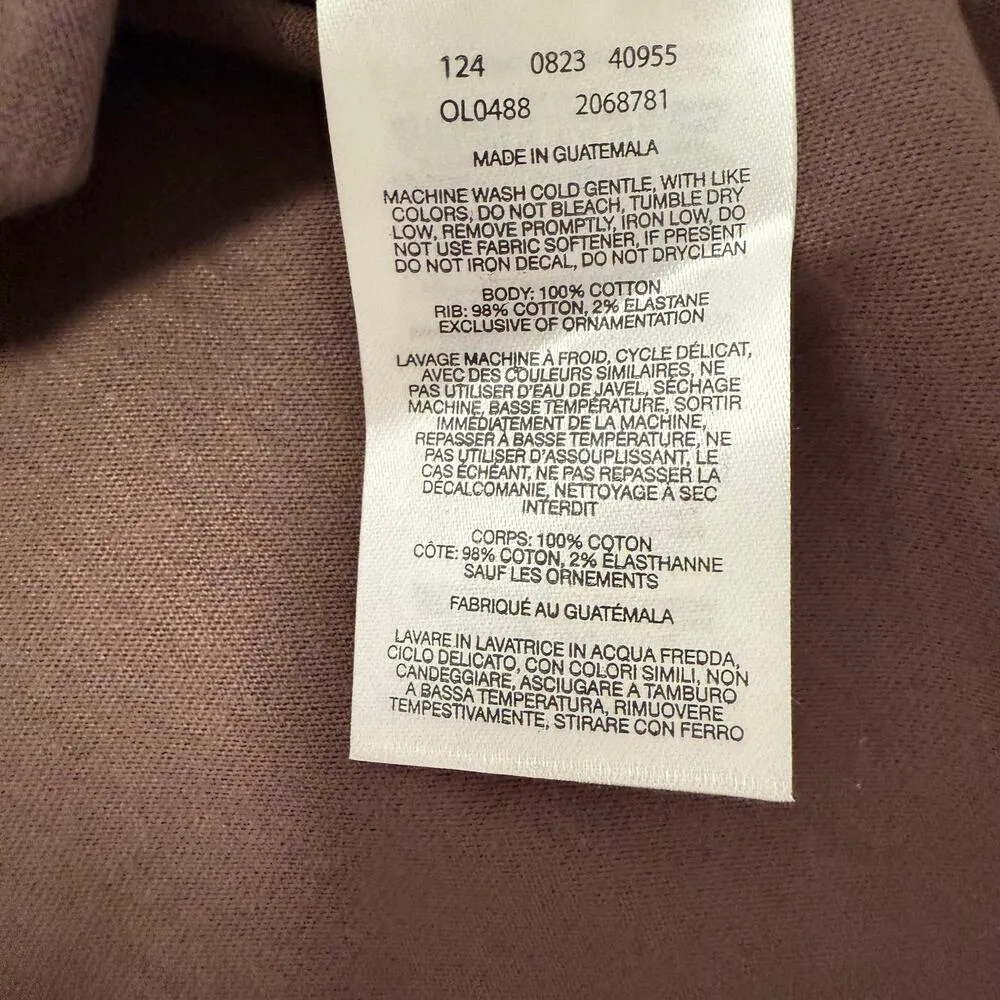 124 0823 40955
OL0488 2068781
MADE IN GUATEMALA
MACHINE WASH COLD GENTLE, WITH LIKE
COLORS, DO NOT BLEACH, TUMBLE DRY
LOW, REMOVE PROMPTLY, IRON LOW, DO
NOT USE FABRIC SOFTENER, IF PRESENT
DO NOT IRON DECAL, DO NOT DRYCLEAN
BODY: 100% COTTON
RIB: 98% COTTON, 2% ELASTANE
EXCLUSIVE OF ORNAMENTATION
LAVAGE MACHINE À FROID, CYCLE DÉLICAT,
AVEC DES COULEURS SIMILAIRES, NE
PAS UTILISER D'EAU DE JAVEL, SÉCHAGE
MACHINE, BASSE TEMPÉRATURE, SORTIR
IMMÉDIATEMENT DE LA MACHINE,
REPASSER À BASSE TEMPÉRATURE, NE
PAS UTILISER D'ASSOUPLISSANT, LE
CAS ÉCHÉANT, NE PAS REPASSER LA
DÉCALCOMANIE, NETTOYAGE À SEC
INTERDIT
CORPS: 100% COTON
CÔTE: 98% COTON, 2% ÉLASTHANNE
SAUF LES ORNEMENTS
FABRIQUÉ AU GUATÉMALA
LAVARE IN LAVATRICE IN ACQUA FREDDA,
CICLO DELICATO, CON COLORI SIMILI, NON
CANDEGGIARE, ASCIUGARE A TAMBURO
A BASSA TEMPERATURA, RIMUOVERE
TEMPESTIVAMENTE, STIRARE CON FERRO